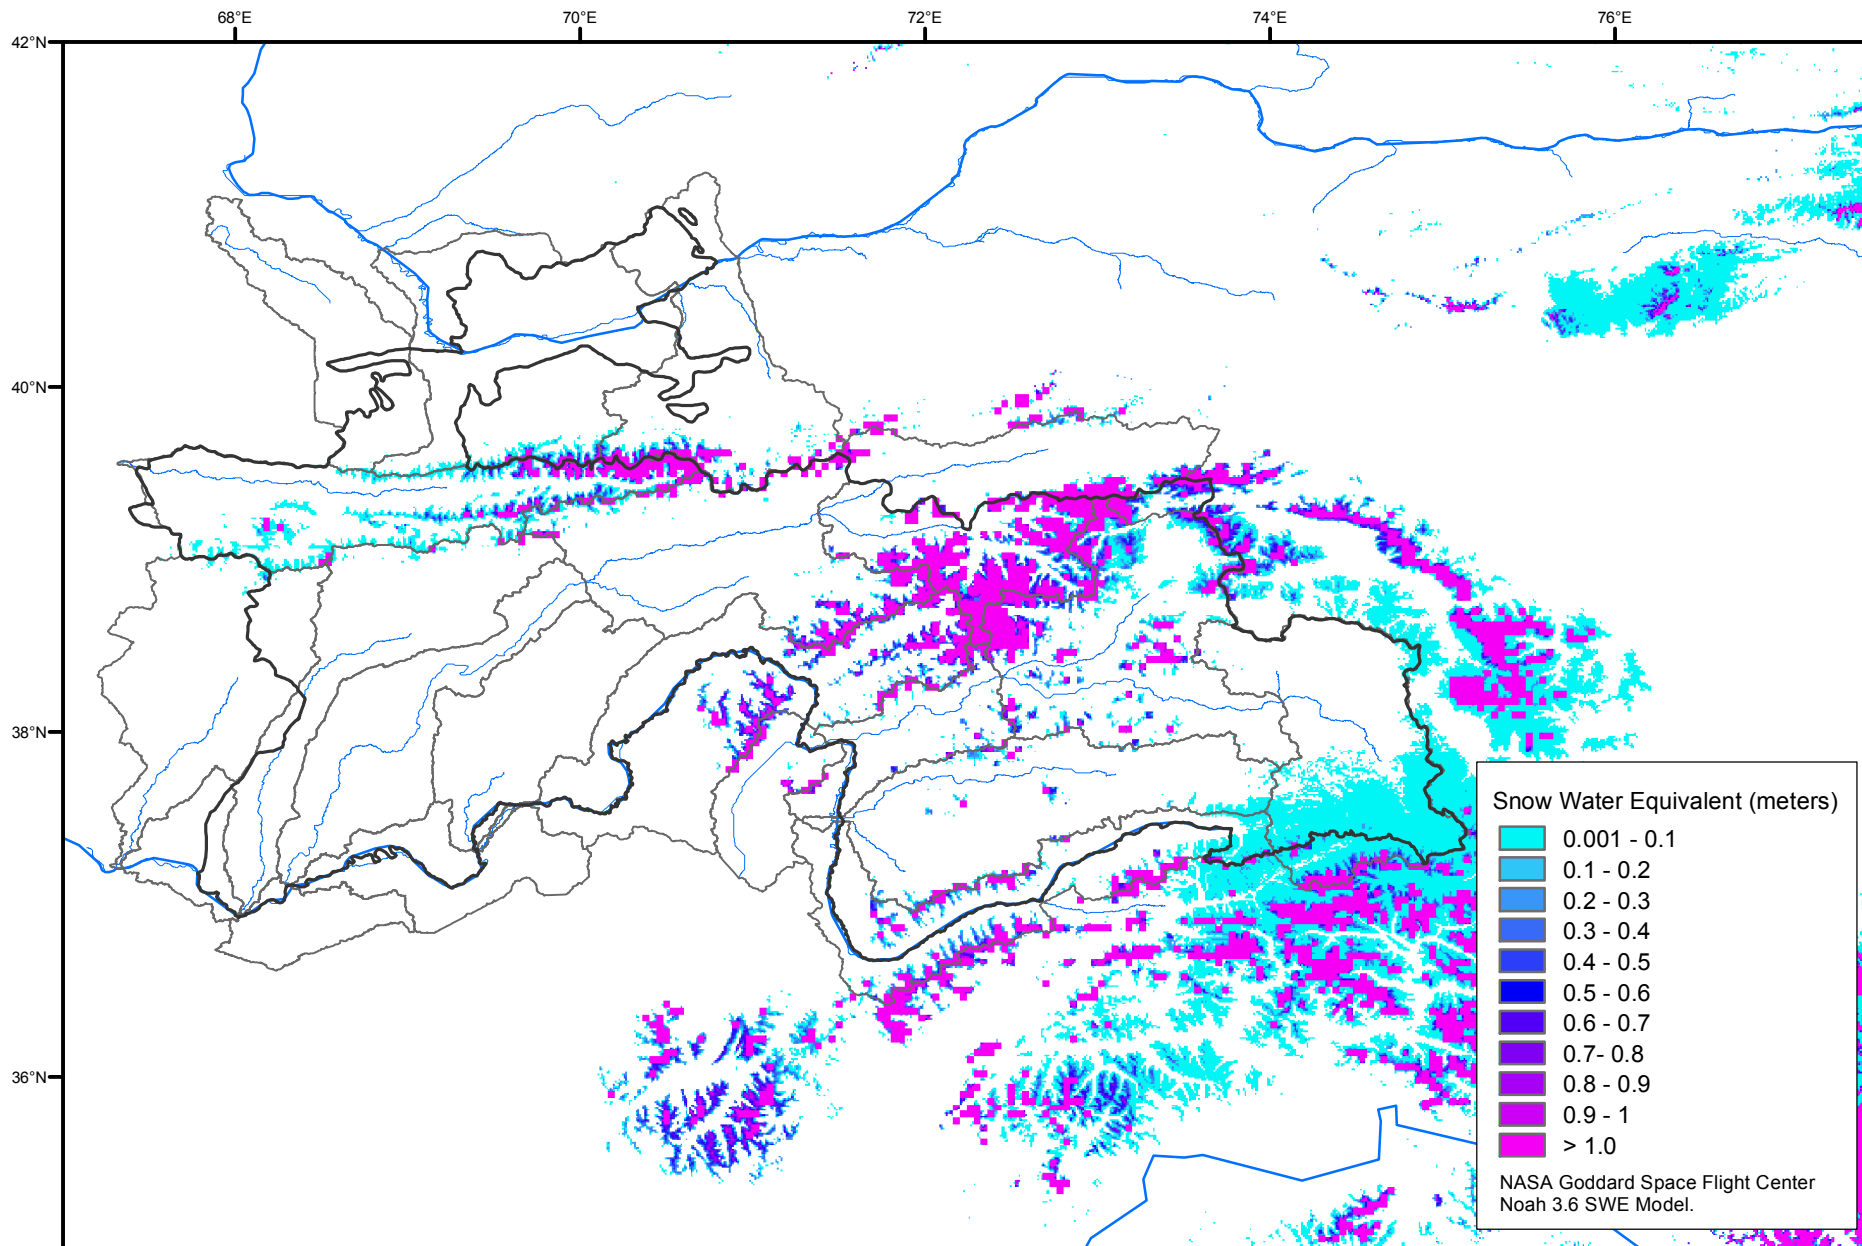 68°E
70°E
72°E
74°E
76°E
42°N
40°N
38°N
36°N
Snow Water Equivalent (meters)
0.001 - 0.1
0.1 - 0.2
0.2 - 0.3
0.3 - 0.4
0.4 - 0.5
0.5 - 0.6
0.6 - 0.7
0.7- 0.8
0.8 - 0.9
0.9 - 1
> 1.0
NASA Goddard Space Flight Center
Noah 3.6 SWE Model.